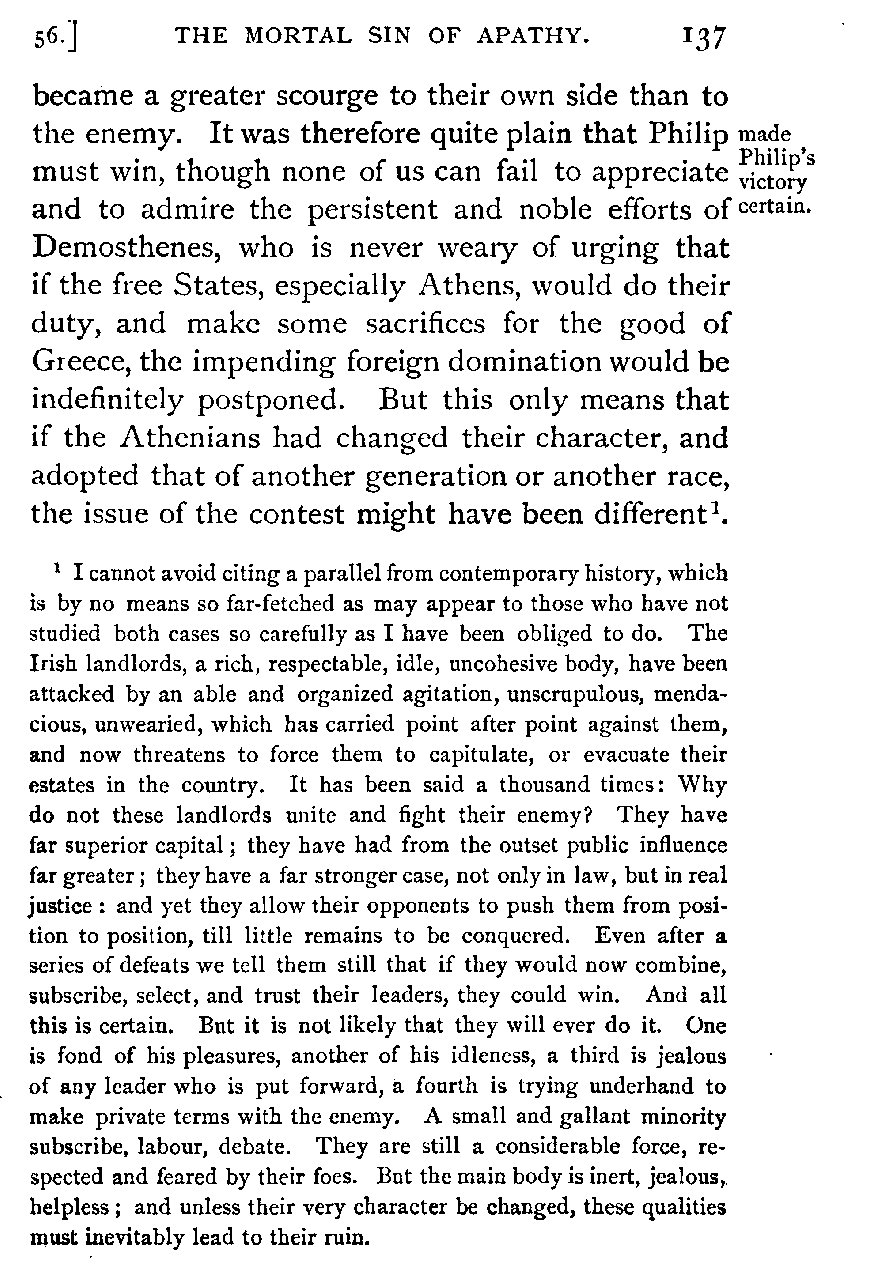 56.] THE MORTAL SIN OF APATHY. 137
became a greater scourge to their own side than to
the enemy. It was therefore quite plain that Philip made
must win, though none of us can fail to appreciate Philip's victory
and to admire the persistent and noble efforts of certain.
Demosthenes, who is never weary of urging that
if the free States, especially Athens, would do their
duty, and make some sacrifices for the good of
Greece, the impending foreign domination would be
indefinitely postponed. But this only means that
if the Athenians had changed their character, and
adopted that of another generation or another race,
the issue of the contest might have been different¹.
¹ I cannot avoid citing a parallel from contemporary history, which
is by no means so far-fetched as may appear to those who have not
studied both cases so carefully as I have been obliged to do. The
Irish landlords, a rich, respectable, idle, uncohesive body, have been
attacked by an able and organized agitation, unscrupulous, menda-
cious, unwearied, which has carried point after point against them,
and now threatens to force them to capitulate, or evacuate their
estates in the country. It has been said a thousand times: Why
do not these landlords unite and fight their enemy? They have
far superior capital; they have had from the outset public influence
far greater; they have a far stronger case, not only in law, but in real
justice: and yet they allow their opponents to push them from posi-
tion to position, till little remains to be conquered. Even after a
series of defeats we tell them still that if they would now combine,
subscribe, select, and trust their leaders, they could win. And all
this is certain. But it is not likely that they will ever do it. One
is fond of his pleasures, another of his idleness, a third is jealous
of any leader who is put forward, a fourth is trying underhand to
make private terms with the enemy. A small and gallant minority
subscribe, labour, debate. They are still a considerable force, re-
spected and feared by their foes. But the main body is inert, jealous,
helpless; and unless their very character be changed, these qualities
must inevitably lead to their ruin.